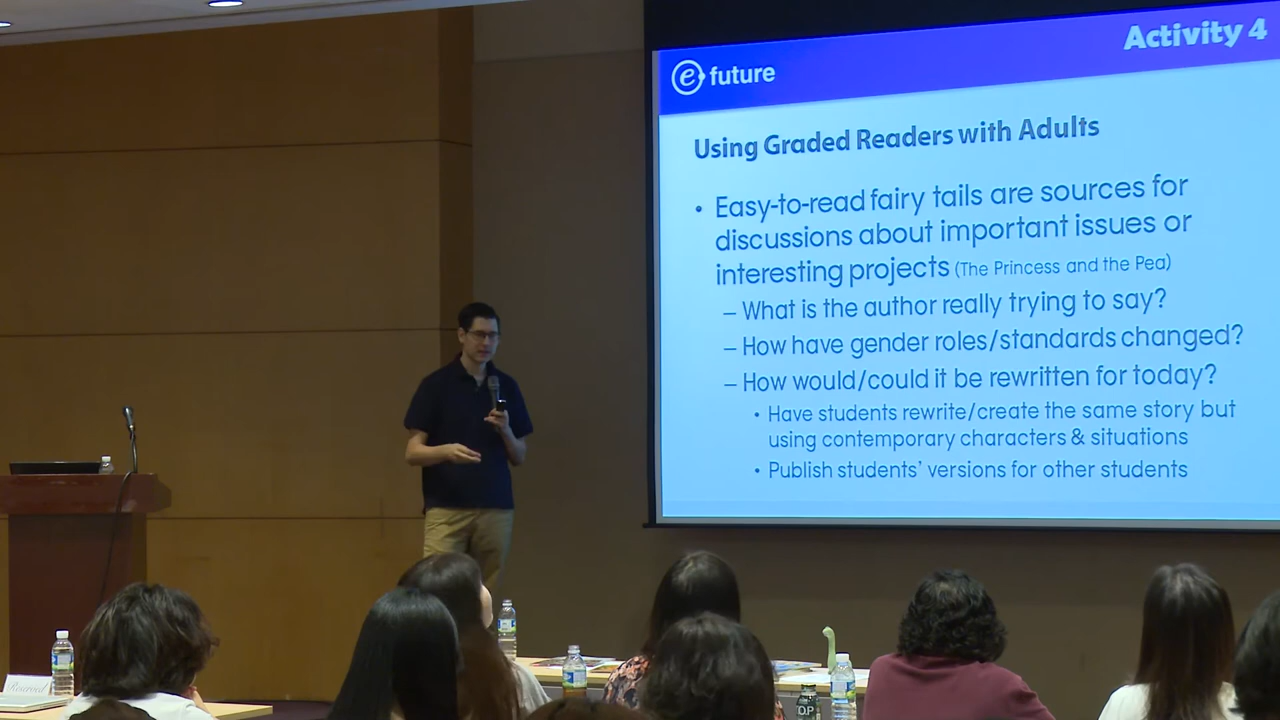 Activity 4
e future
Using Graded Readers with Adults
• Easy-to-read fairy tails are sources for
discussions about important issues or
interesting projects (The Princess and the Pea)
– What is the author really trying to say?
– How have gender roles/standards changed?
– How would/could it be rewritten for today?
• Have students rewrite/create the same story but
using contemporary characters & situations
• Publish students' versions for other students
Reserved